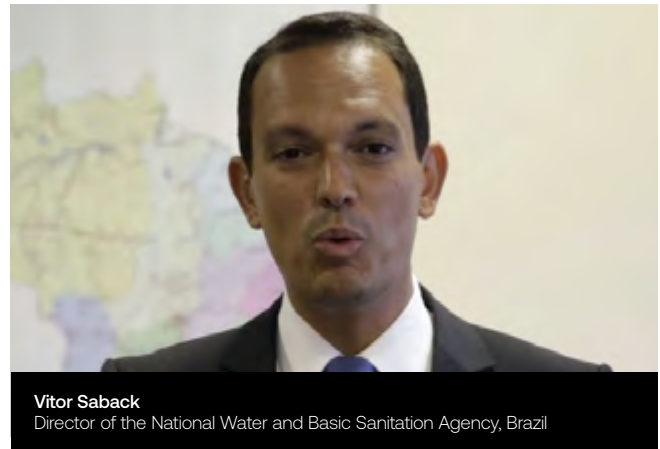 Vitor Saback
Director of the National Water and Basic Sanitation Agency, Brazil